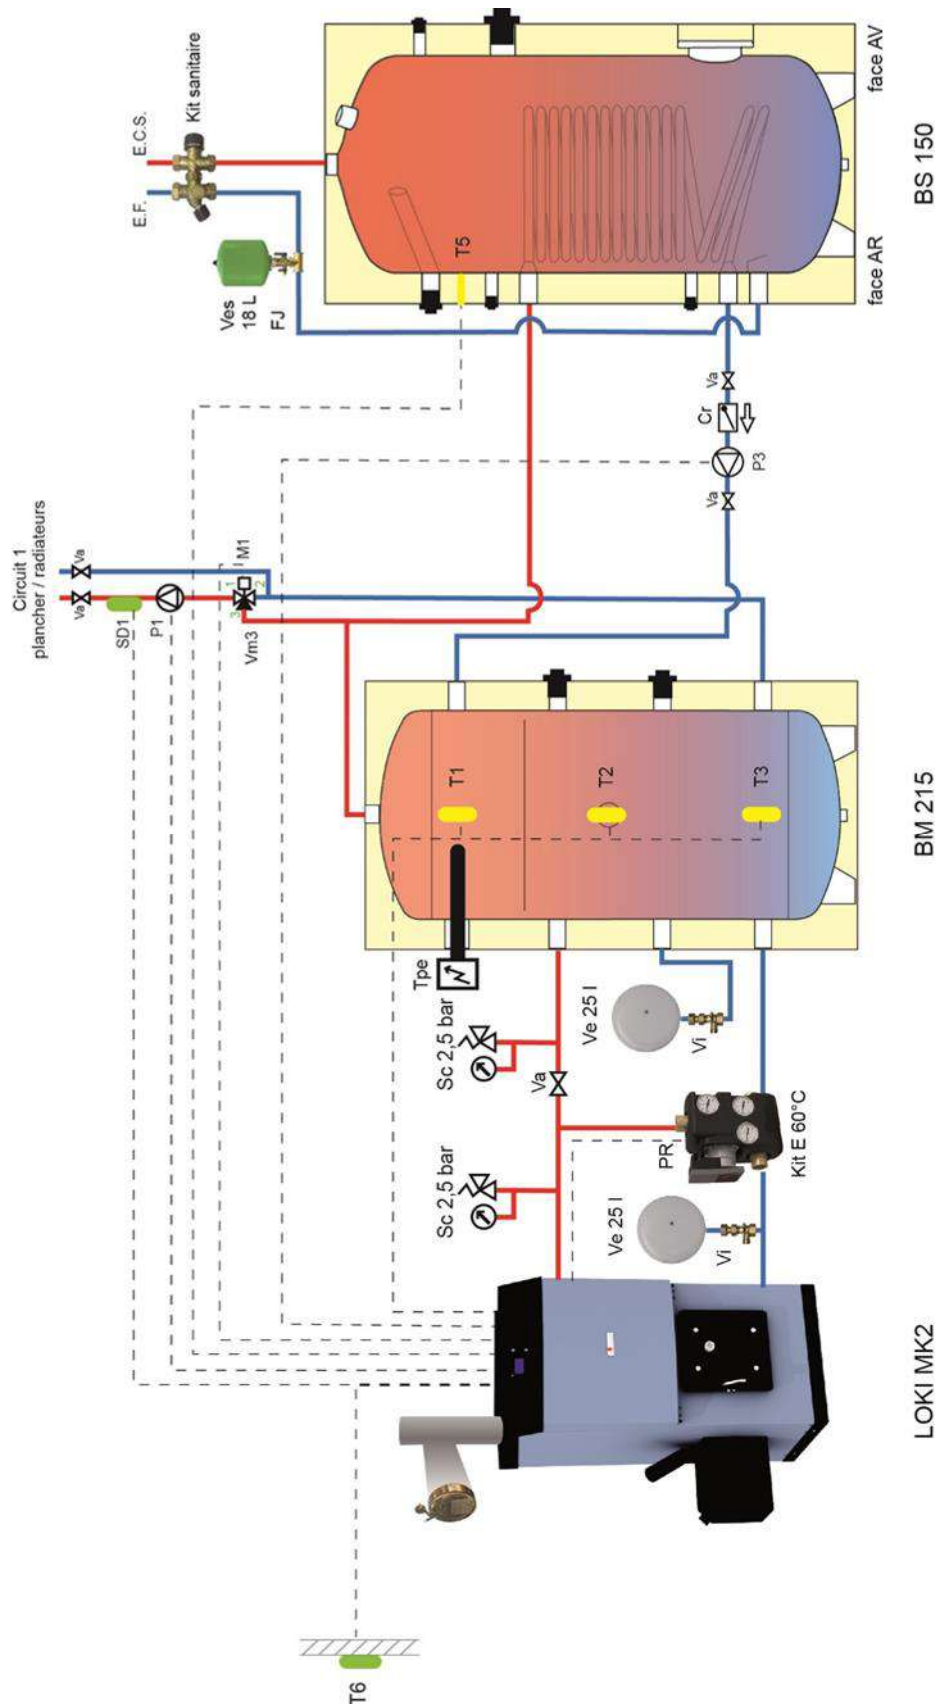 T6
LOKI MK2
Sc 2,5 bar
Ve 25 l
Vi
PR
Kit E 60°C
Va
Sc 2,5 bar
Ve 25 l
Vi
Tpe
T1
T2
T3
BM 215
Circuit 1
plancher / radiateurs
Va
Va
SD1
P1
M1
1
2
3
Vm3
Va
P3
Cr
Va
Ves
18 L
FJ
E.F.
E.C.S.
Kit sanitaire
T5
face AR
face AV
BS 150